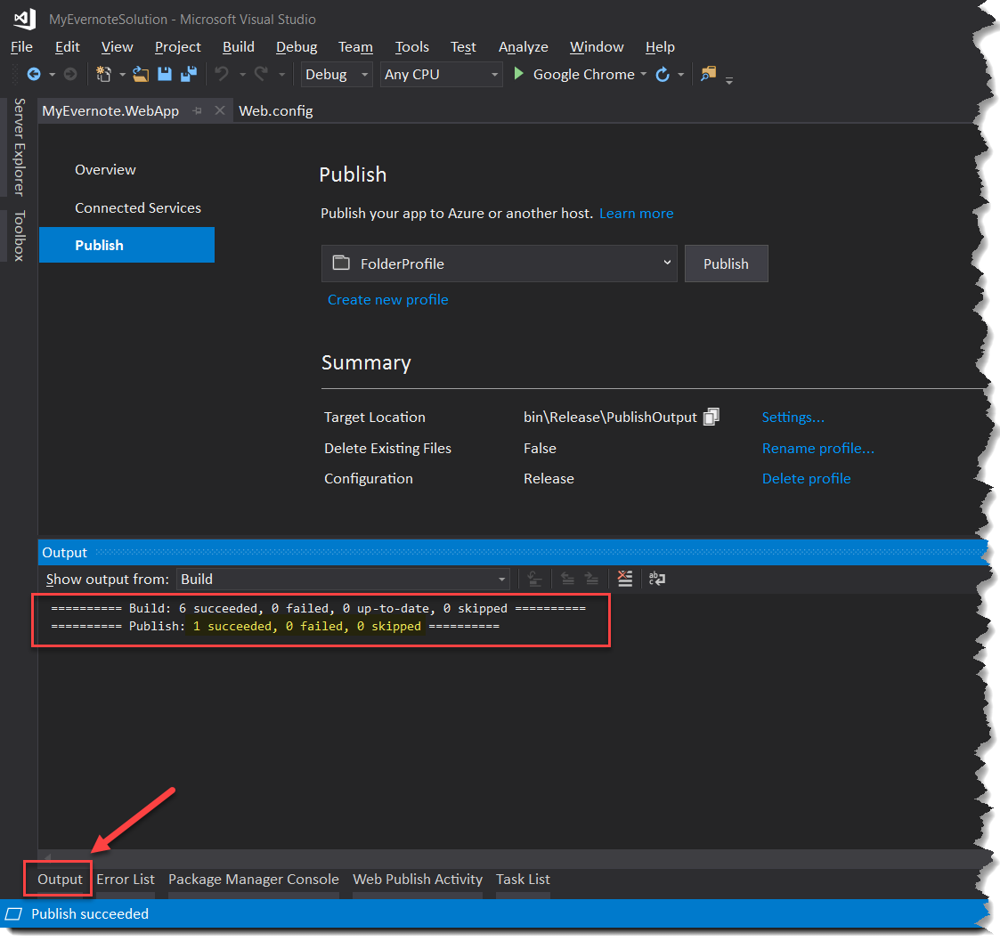 MyEvernoteSolution - Microsoft Visual Studio
File Edit View Project Build Debug Team Tools Test Analyze Window Help
Debug Any CPU Google Chrome
Server Explorer
Toolbox
MyEvernote.WebApp Web.config
Overview
Connected Services
Publish
Publish
Publish your app to Azure or another host. Learn more
FolderProfile Publish
Create new profile
Summary
Target Location bin\Release\PublishOutput Settings...
Delete Existing Files False Rename profile...
Configuration Release Delete profile
Output
Show output from: Build
========== Build: 6 succeeded, 0 failed, 0 up-to-date, 0 skipped ==========
========== Publish: 1 succeeded, 0 failed, 0 skipped ==========
Output Error List Package Manager Console Web Publish Activity Task List
Publish succeeded